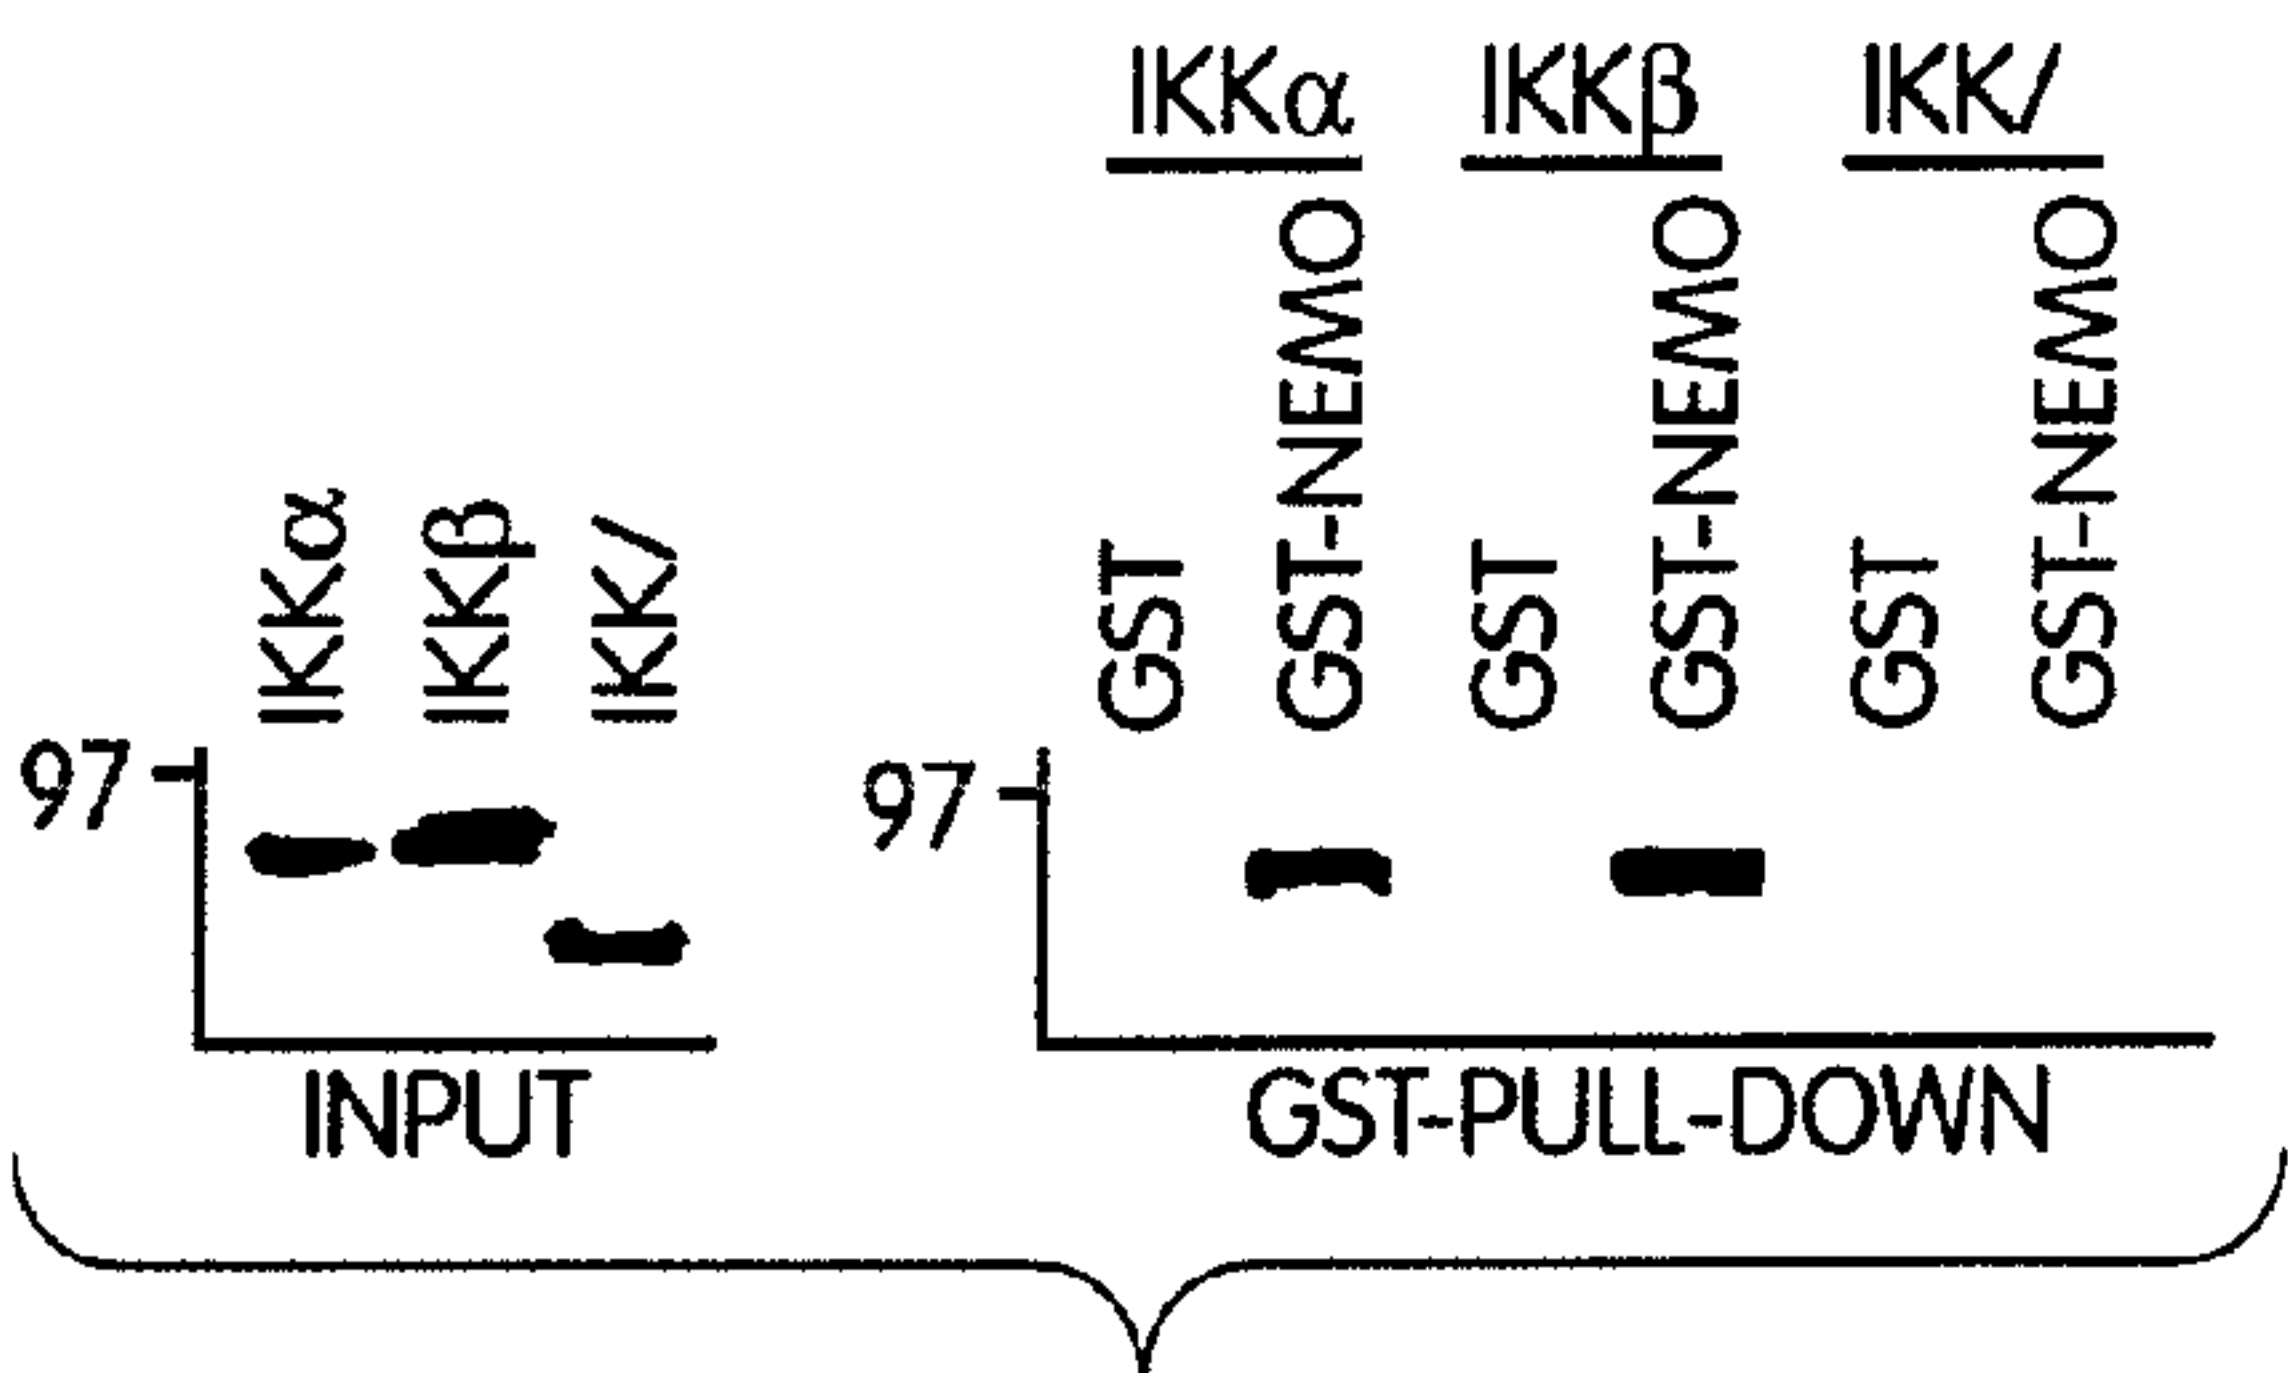 IKKα IKKβ IKK/
GST GST-NEMO GST GST-NEMO GST GST-NEMO
IKKα IKKβ IKK/
97
97
INPUT
GST-PULL-DOWN